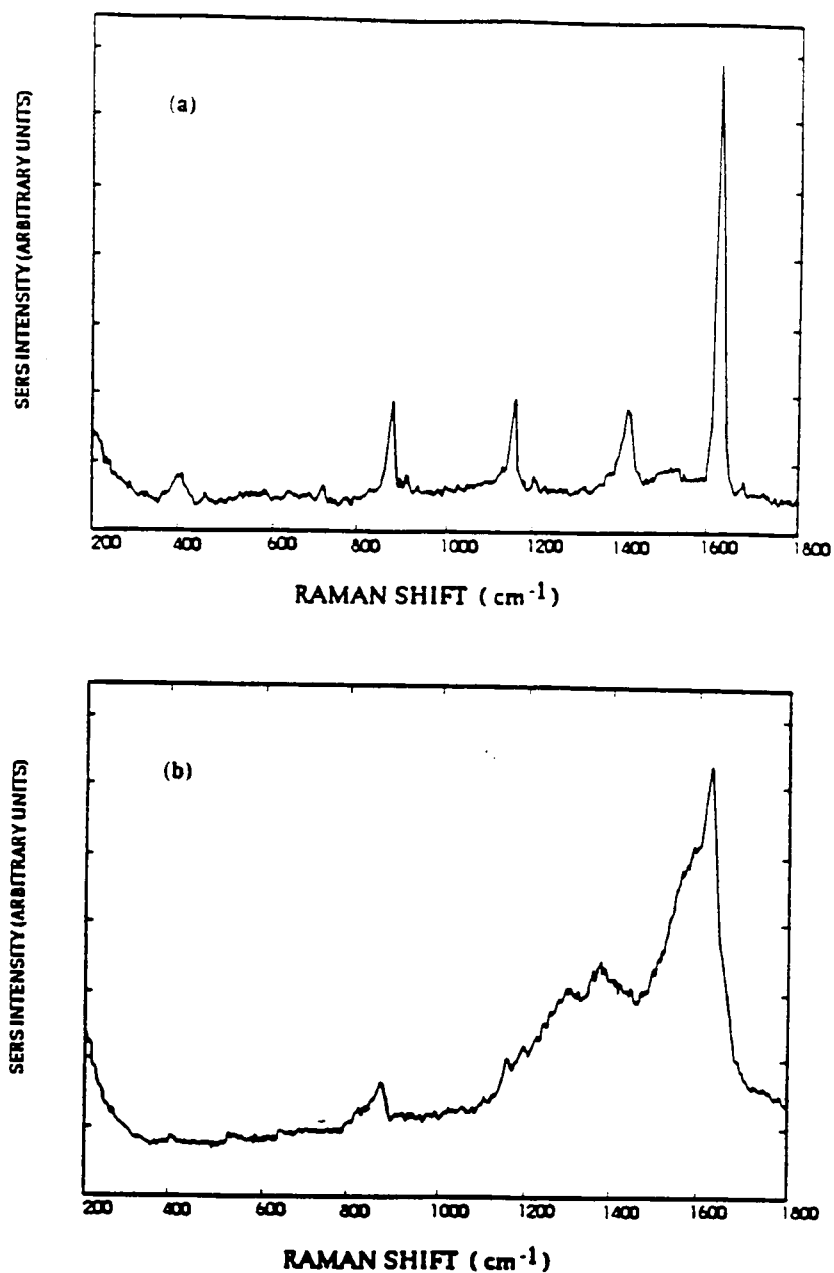 SERS INTENSITY (ARBITRARY UNITS)
(a)
200 400 600 800 1000 1200 1400 1600 1800
RAMAN SHIFT ( cm-1 )
SERS INTENSITY (ARBITRARY UNITS)
(b)
200 400 600 800 1000 1200 1400 1600 1800
RAMAN SHIFT ( cm-1 )